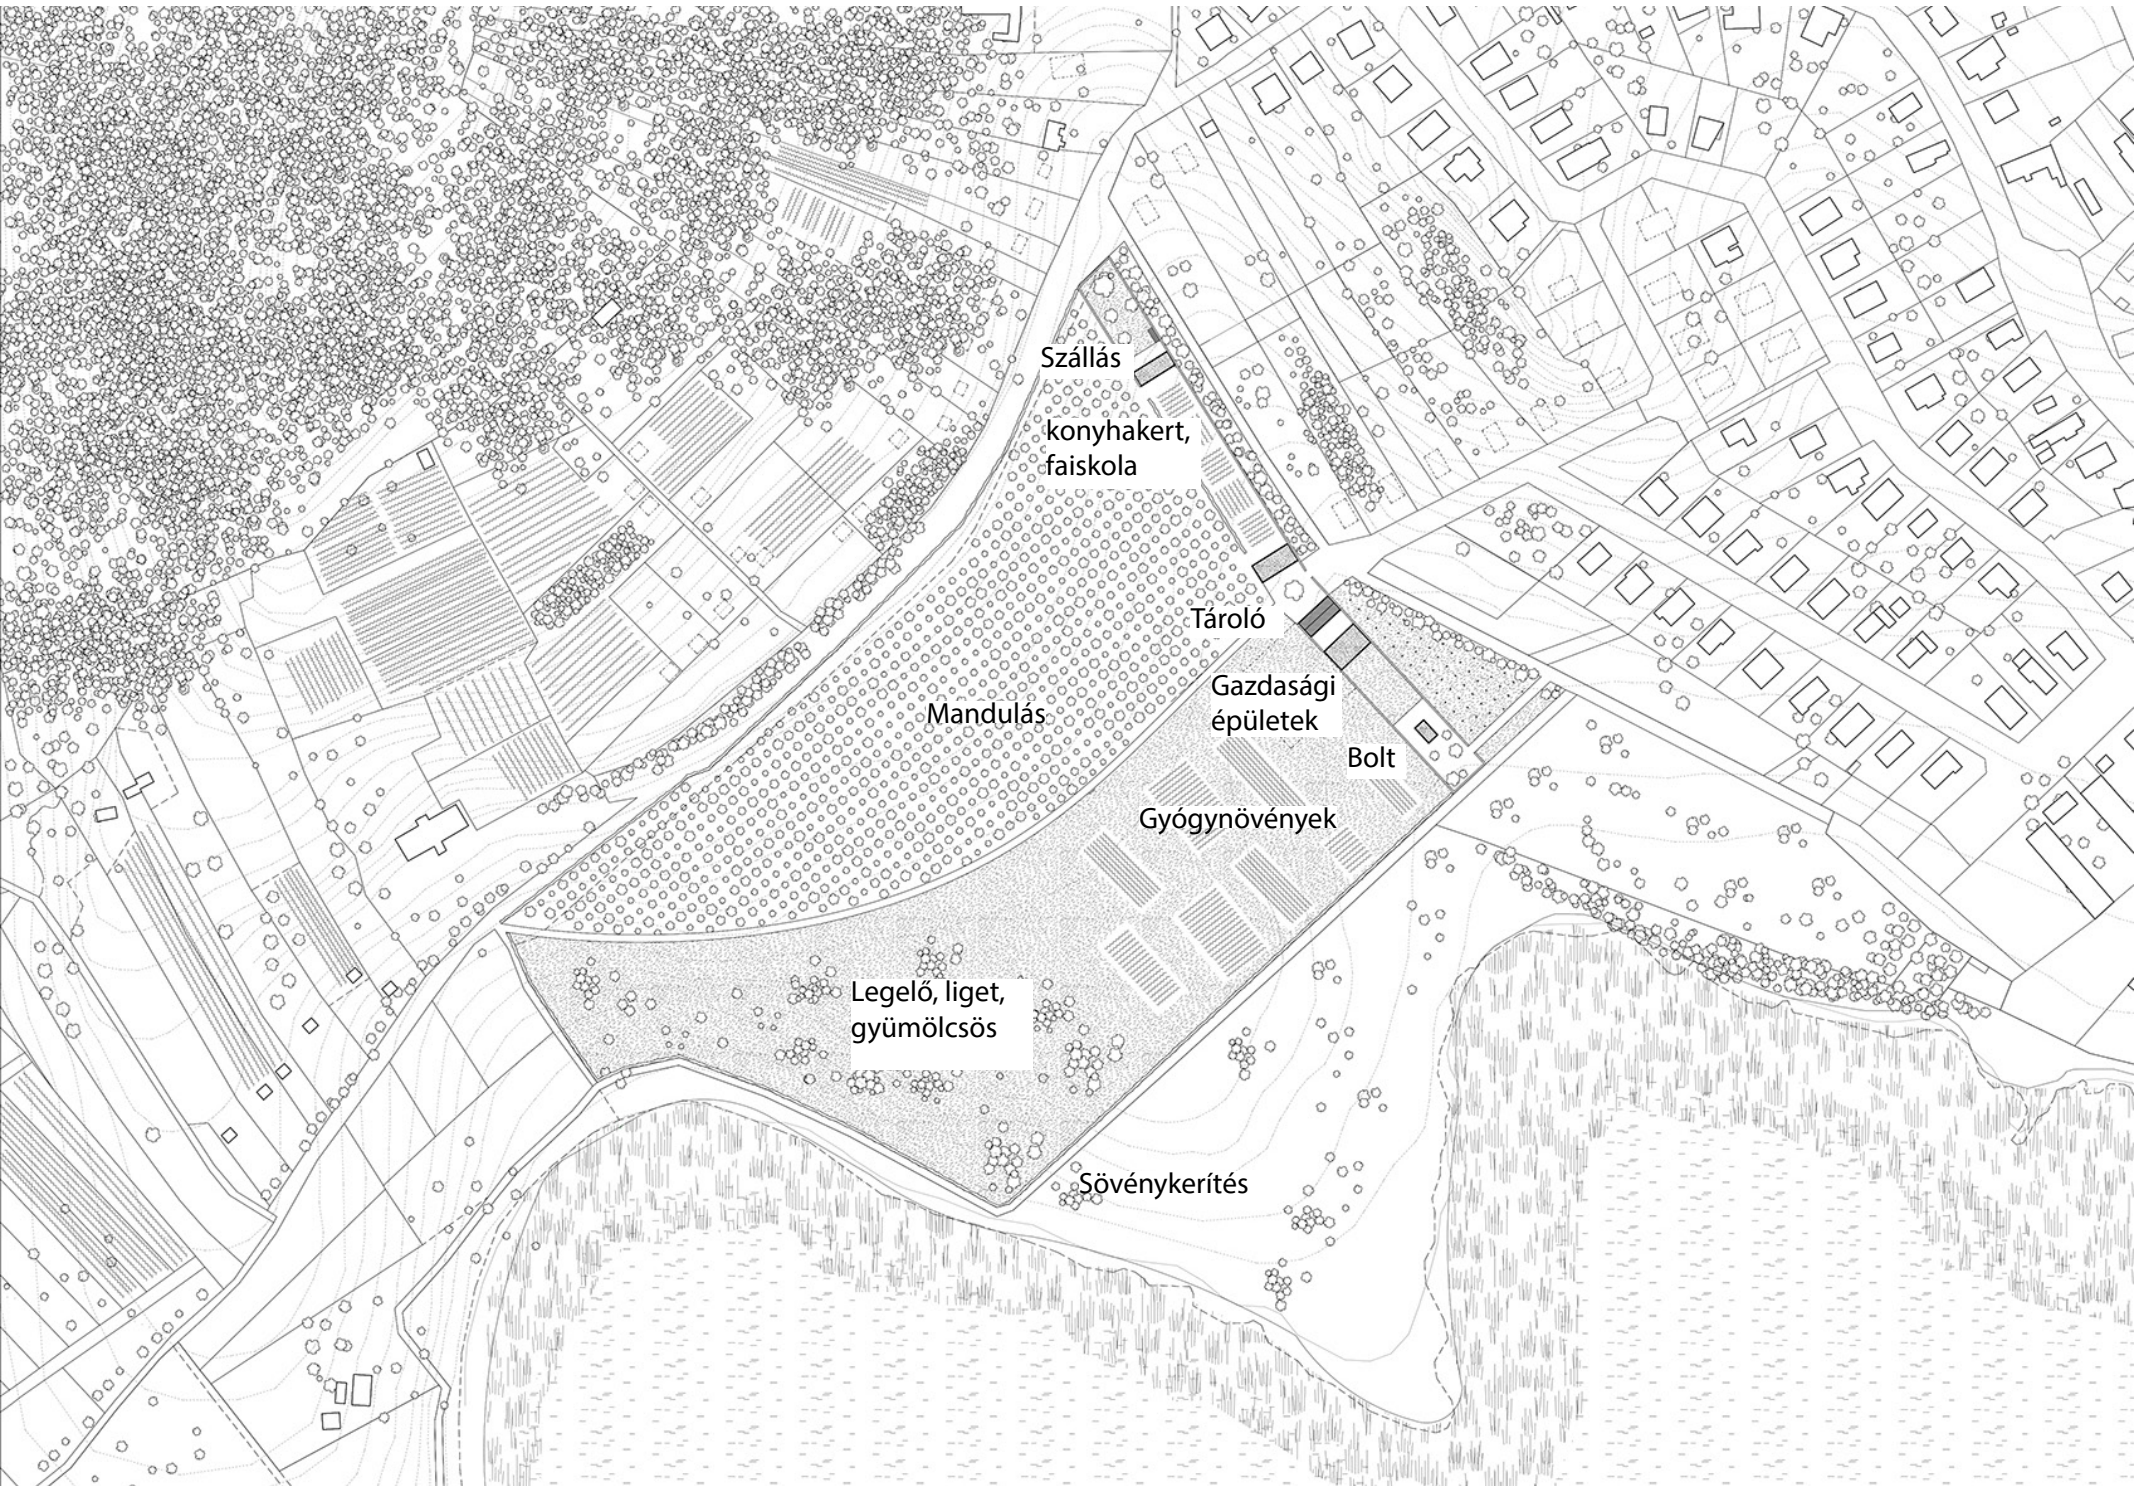 Szállás
konyhakert,
faiskola
Tároló
Gazdasági
épületek
Mandulás
Bolt
Gyógynövények
Legelő, liget,
gyümölcsös
Sövénykerítés